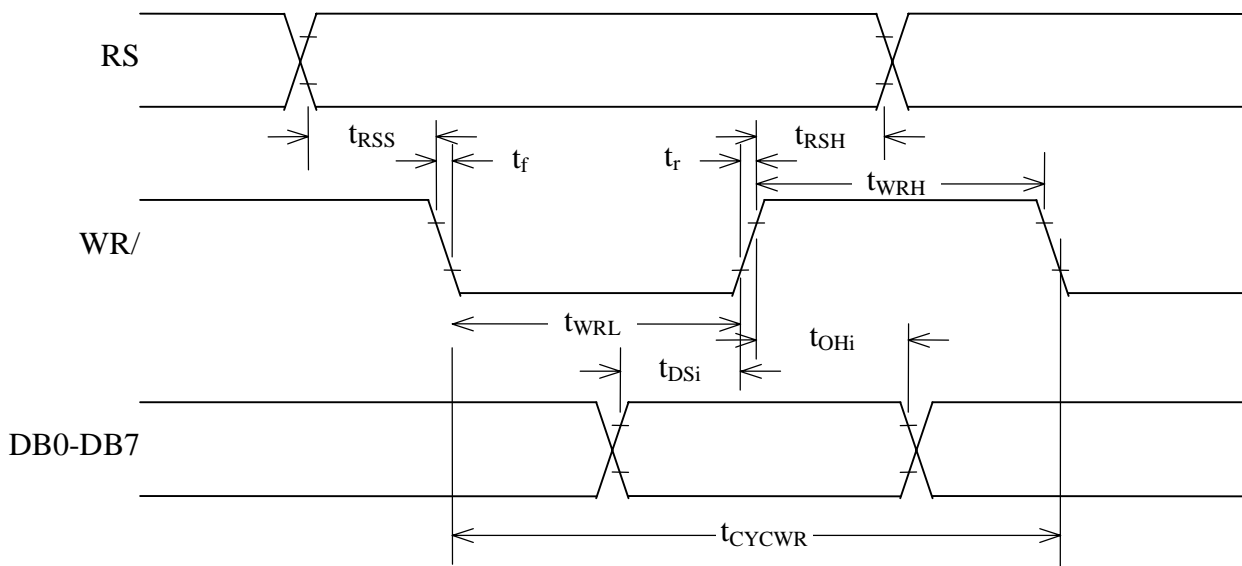 RS
tRSS
tf
tr
tRSH
tWRH
WR/
tWRL
tOHi
tDSi
DB0-DB7
tCYCWR